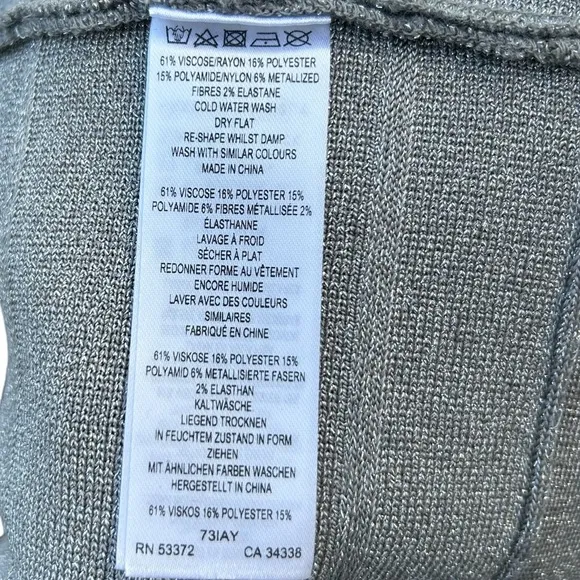 61% VISCOSE/RAYON 16% POLYESTER
15% POLYAMIDE/NYLON 6% METALLIZED
FIBRES 2% ELASTANE
COLD WATER WASH
DRY FLAT
RE-SHAPE WHILST DAMP
WASH WITH SIMILAR COLOURS
MADE IN CHINA
61% VISCOSE 16% POLYESTER 15%
POLYAMIDE 6% FIBRES MÉTALLISÉE 2%
ÉLASTHANNE
LAVAGE À FROID
SÉCHER À PLAT
REDONNER FORME AU VÊTEMENT
ENCORE HUMIDE
LAVER AVEC DES COULEURS
SIMILAIRES
FABRIQUÉ EN CHINE
61% VISKOSE 16% POLYESTER 15%
POLYAMID 6% METALLISIERTE FASERN
2% ELASTHAN
KALTWÄSCHE
LIEGEND TROCKNEN
IN FEUCHTEM ZUSTAND IN FORM
ZIEHEN
MIT ÄHNLICHEN FARBEN WASCHEN
HERGESTELLT IN CHINA
61% VISKOS 16% POLYESTER 15%
73IAY
RN 53372 CA 34338